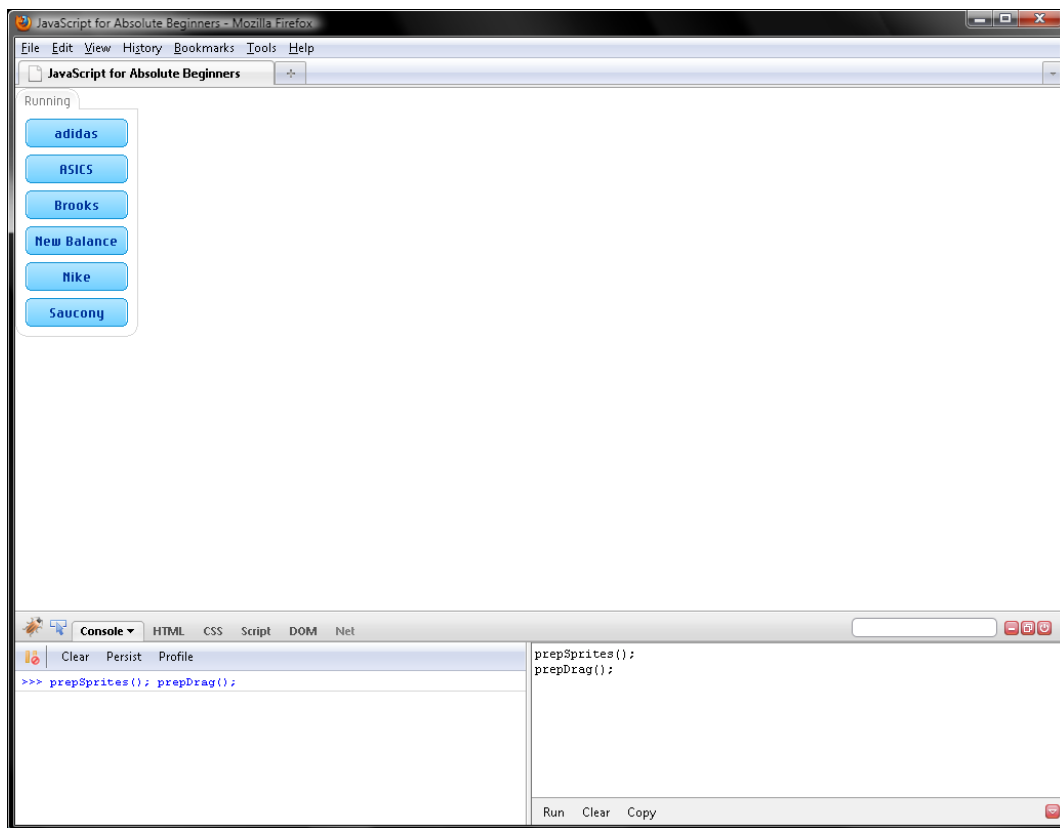 JavaScript for Absolute Beginners - Mozilla Firefox
File Edit View History Bookmarks Tools Help
JavaScript for Absolute Beginners
Running
adidas
ASICS
Brooks
New Balance
Nike
Saucony
Console HTML CSS Script DOM Net
Clear Persist Profile
>>> prepSprites(); prepDrag();
prepSprites();
prepDrag();
Run Clear Copy